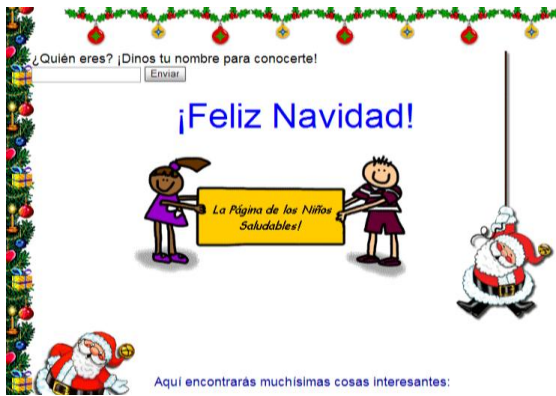 ¿Quién eres? ¡Dinos tu nombre para conocerte!
Enviar
¡Feliz Navidad!
La Página de los Niños
Saludables!
Aquí encontrarás muchísimas cosas interesantes: